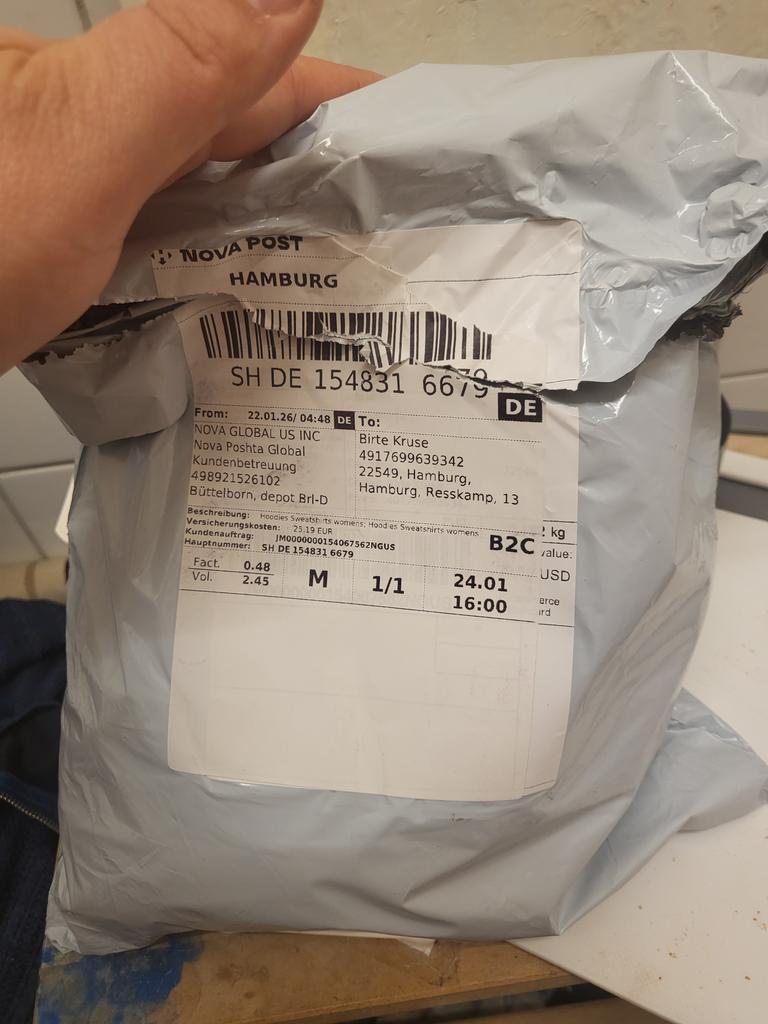 NOVA POST
HAMBURG
SH DE 154831 6679
DE
From: 22.01.26/ 04:48 DE To:
NOVA GLOBAL US INC
Nova Poshta Global
Kundenbetreuung
498921526102
Büttelborn, depot Brl-D
Birte Kruse
4917699639342
22549, Hamburg,
Hamburg, Resskamp, 13
Beschreibung: Hoodies Sweatshirts womens; Hoodies Sweatshirts womens
Versicherungskosten: 25.19 EUR
Kundenauftrag: JM0000000154067562NGUS
Hauptnummer: SH DE 154831 6679
B2C
kg
value:
USD
Fact. 0.48
Vol. 2.45
M
1/1
24.01
16:00